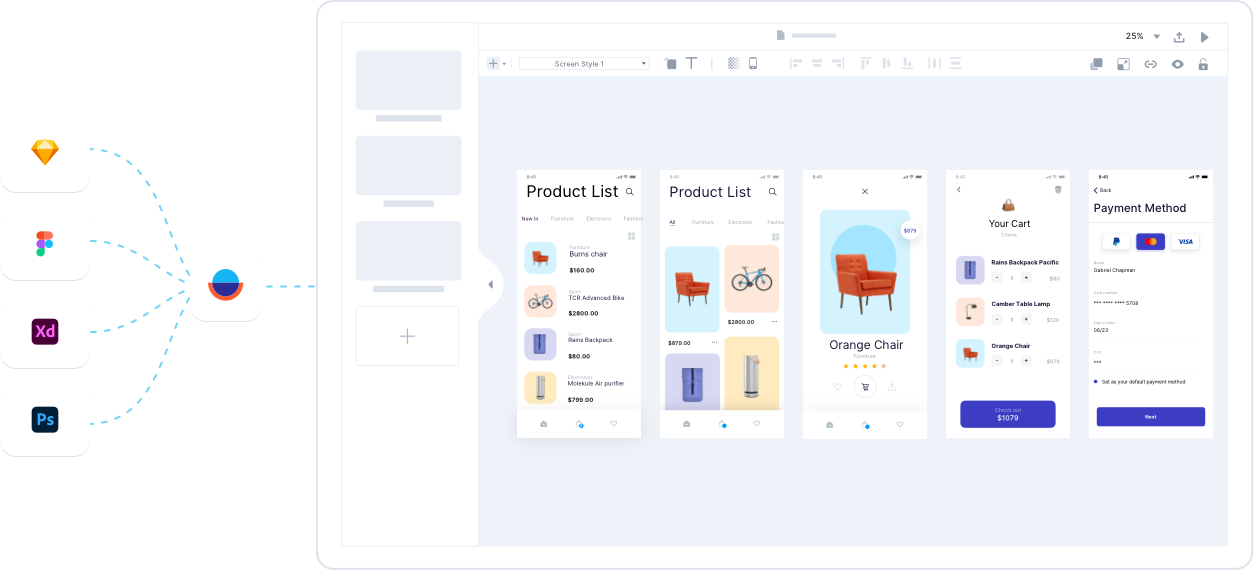 25%
Screen Style 1
Xd
Ps
9:41
Product List
New In Furniture Electronis Fashion
Furniture
Burns chair
$160.00
Sport
TCR Advanced Bike
$2800.00
Sport
Rains Backpack
$80.00
Electronics
Molekule Air purifier
$799.00
9:41
Product List
All Furniture Electronis Fashio
$2800.00
$879.00
9:41
$879
Orange Chair
Furniture
9:41
Your Cart
3 items
Rains Backpack Pacific
- 1 + $80
Camber Table Lamp
- 1 + $120
Orange Chair
- 1 + $879
Check out
$1079
9:41
Back
Payment Method
VISA
Name
Gabriel Chapman
Card number
•••• •••• •••• 5708
Expiry Date
06/23
CVC
•••
Set as your default payment method
Next